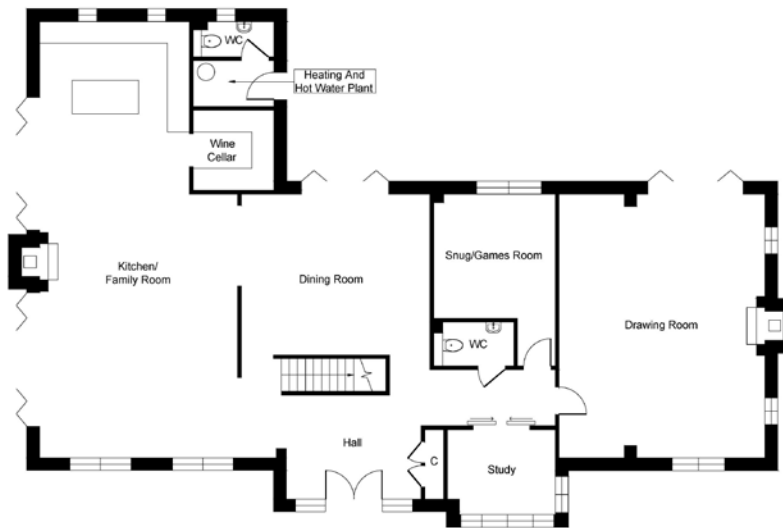 WC
Heating And
Hot Water Plant
Wine
Cellar
Kitchen/
Family Room
Dining Room
Snug/Games Room
WC
Drawing Room
Hall
C
Study